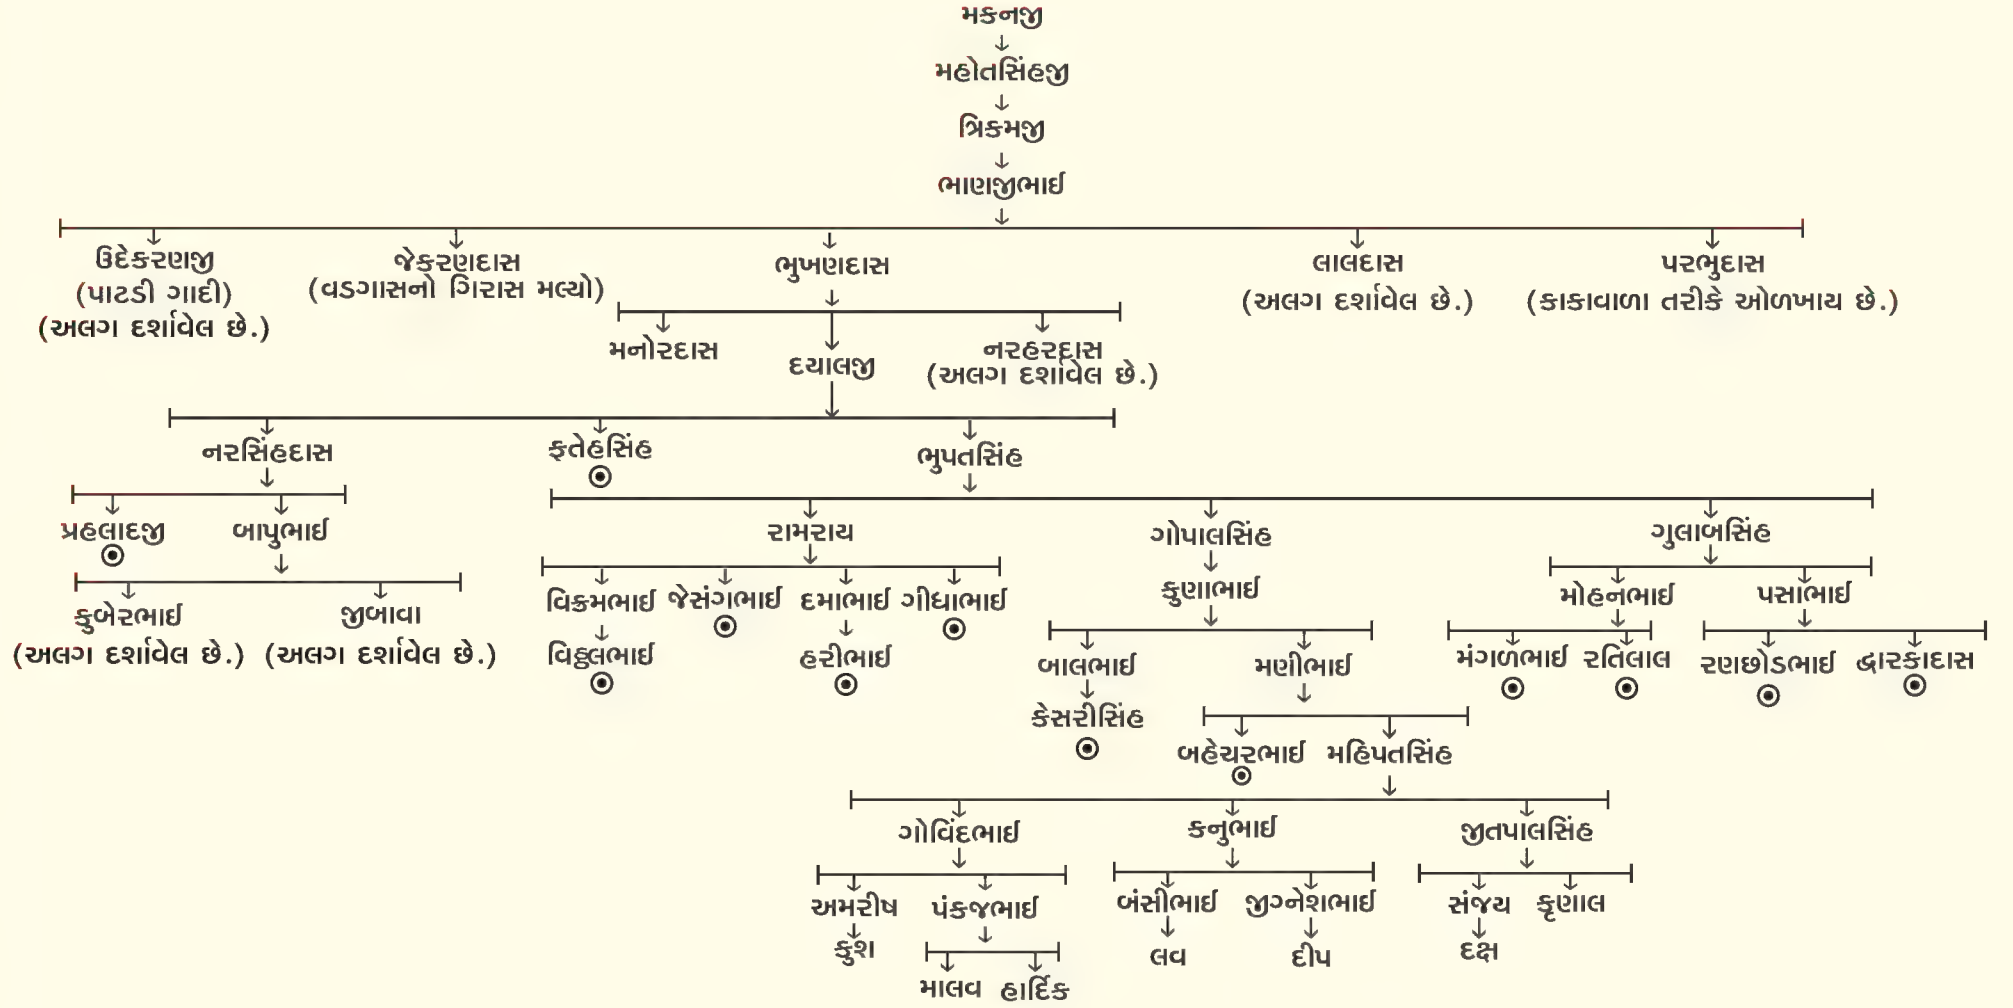 મકનજી
મહોતસિંહજી
ત્રિકમજી
ભાણજીભાઈ
ઉદેકરણજી જેકરણદાસ ભુખણદાસ લાલદાસ પરભુદાસ
(પાટડી ગાદી) (વડગાસનો ગિરાસ મલ્યો) (અલગ દર્શાવેલ છે.) (કાકાવાળા તરીકે ઓળખાય છે.)
(અલગ દર્શાવેલ છે.)
મનોરદાસ દયાલજી નરહરદાસ
(અલગ દર્શાવેલ છે.)
નરસિંહદાસ ફતેહસિંહ ભુપતસિંહ
પ્રહલાદજી બાપુભાઈ રામરાય ગોપાલસિંહ ગુલાબસિંહ
કુબેરભાઈ જીબાવા વિક્રમભાઈ જેસંગભાઈ દમાભાઈ ગીધાભાઈ કુણાભાઈ મોહનભાઈ પસાભાઈ
(અલગ દર્શાવેલ છે.) (અલગ દર્શાવેલ છે.) વિઠ્ઠલભાઈ હરીભાઈ બાલભાઈ મણીભાઈ મંગળભાઈ રતિલાલ રણછોડભાઈ દ્વારકાદાસ
કેસરીસિંહ બહેચરભાઈ મહિપતસિંહ
ગોવિંદભાઈ કનુભાઈ જીતપાલસિંહ
અમરીષ પંકજભાઈ બંસીભાઈ જીગ્નેશભાઈ સંજય કૃણાલ
કુશ લવ દીપ દક્ષ
માલવ હાર્દિક